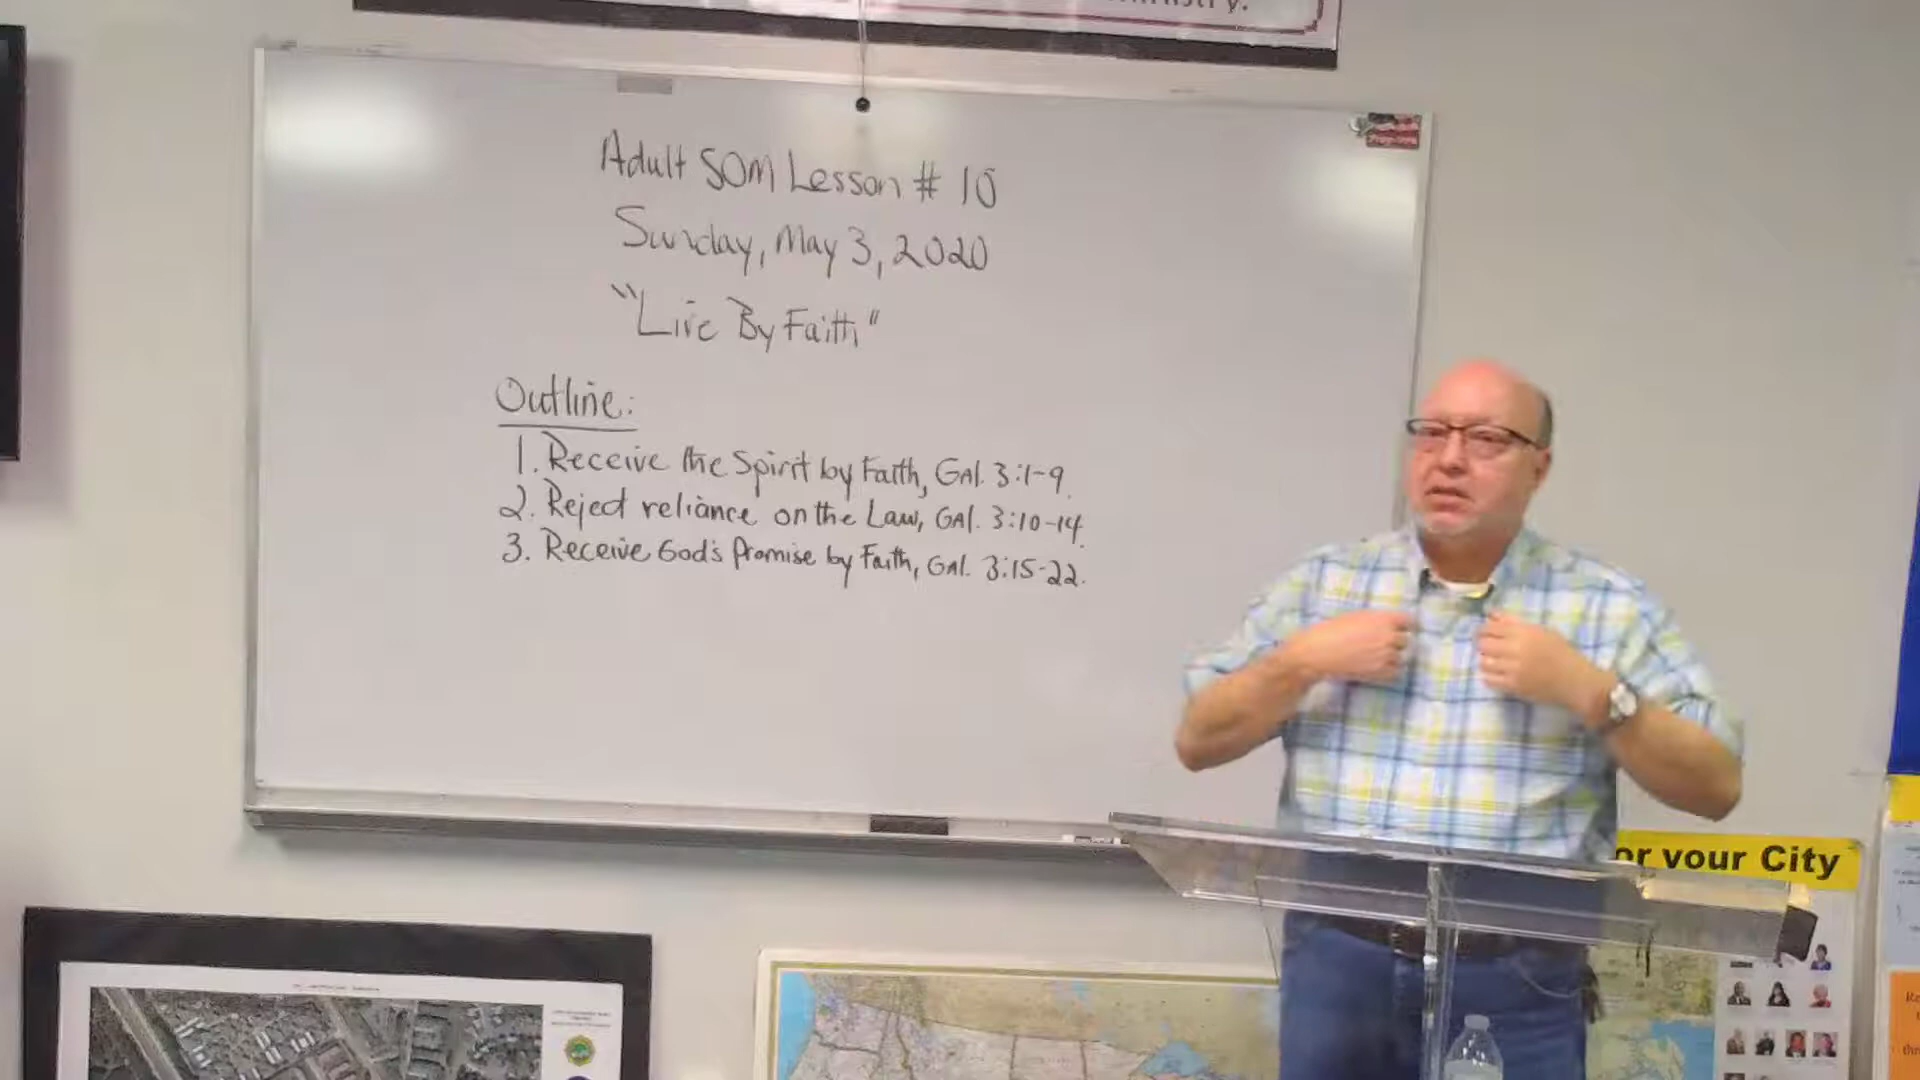 Adult SOM Lesson # 10
Sunday, May 3, 2020
"Live By Faith"
Outline:
1. Receive the Spirit by Faith, GAl. 3:1-9.
2. Reject reliance on the Law, GAl. 3:10-14.
3. Receive God's Promise by Faith, GAl. 3:15-22.
or your City